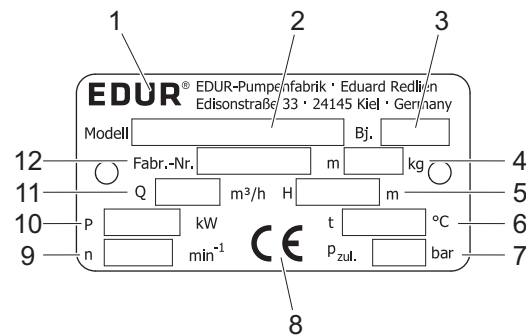 1 2 3
EDUR® EDUR-Pumpenfabrik · Eduard Redlien
Edisonstraße 33 · 24145 Kiel · Germany
Modell Bj.
12 Fabr.-Nr. m kg 4
11 Q m³/h H m 5
10 P kW t °C 6
9 n min⁻¹ CE pzul. bar 7
8